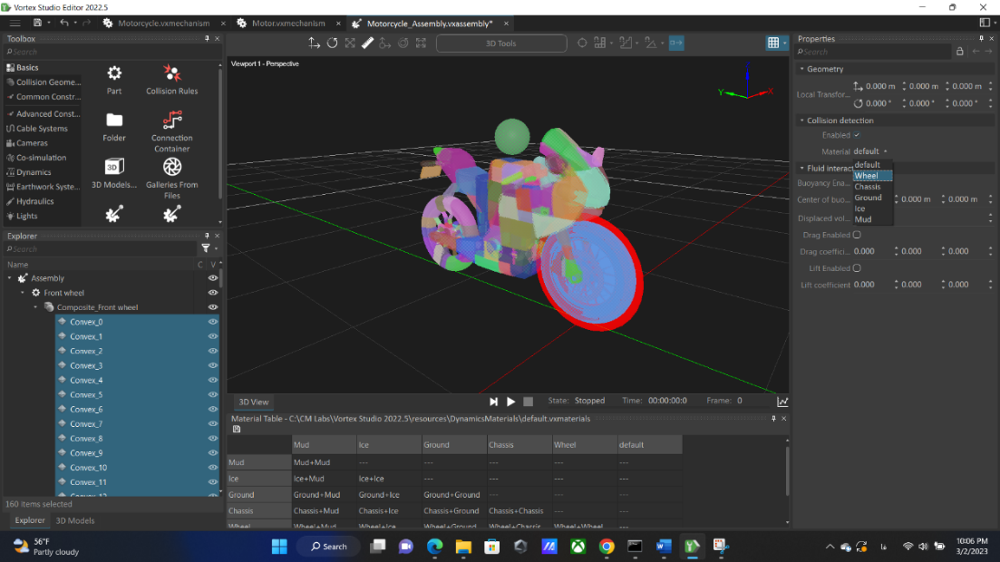 Vortex Studio Editor 2022.5
Motorcycle.vxmechanism
Motor.vxmechanism
Motorcycle_Assembly.vxassembly*
Toolbox
Search
Basics
Collision Geome...
Common Constr...
Advanced Const...
Cable Systems
Cameras
Co-simulation
Dynamics
Earthwork Syste...
Hydraulics
Lights
Part
Collision Rules
Folder
Connection
Container
3D Models...
Galleries From
Files
Explorer
Search
Name C V
Assembly
Front wheel
Composite_Front wheel
Convex_0
Convex_1
Convex_2
Convex_3
Convex_4
Convex_5
Convex_6
Convex_7
Convex_8
Convex_9
Convex_10
Convex_11
160 items selected
Explorer 3D Models
3D Tools
Viewport 1 - Perspective
Y X
3D View
State: Stopped Time: 00:00:00:0 Frame: 0
Material Table - C:\CM Labs\Vortex Studio 2022.5\resources\DynamicsMaterials\default.vxmaterials
Mud Ice Ground Chassis Wheel default
Mud Mud+Mud --- --- --- --- ---
Ice Ice+Mud Ice+Ice --- --- --- ---
Ground Ground+Mud Ground+Ice Ground+Ground --- --- ---
Chassis Chassis+Mud Chassis+Ice Chassis+Ground Chassis+Chassis --- ---
Wheel Wheel+Mud Wheel+Ice Wheel+Ground Wheel+Chassis Wheel+Wheel ---
Properties
Search
Geometry
Local Transfor...
0.000 m 0.000 m 0.000 m
0.000 ° 0.000 ° 0.000 °
Collision detection
Enabled
Material default
default
Wheel
Chassis
Ground
Ice
Mud
Fluid interac
Buoyancy Ena...
Center of buo... 0.000 m 0.000 m
Displaced vol...
Drag Enabled
Drag coeffici... 0.000 0.000 0.000
Lift Enabled
Lift coefficient 0.000 0.000 0.000
56°F
Partly cloudy
Search
فا
10:06 PM
3/2/2023